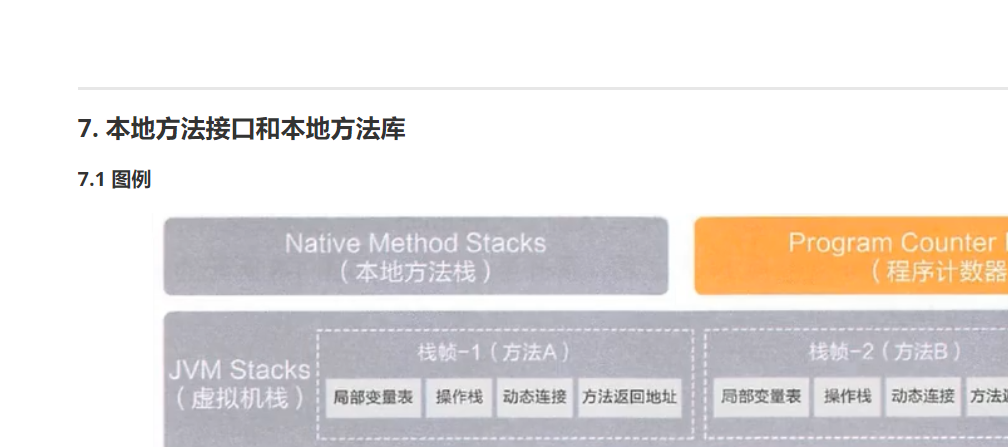 7. 本地方法接口和本地方法库
7.1 图例
Native Method Stacks
（本地方法栈）
Program Counter
（程序计数器
JVM Stacks
（虚拟机栈）
栈帧-1（方法A）
局部变量表 操作栈 动态连接 方法返回地址
栈帧-2（方法B）
局部变量表 操作栈 动态连接 方法